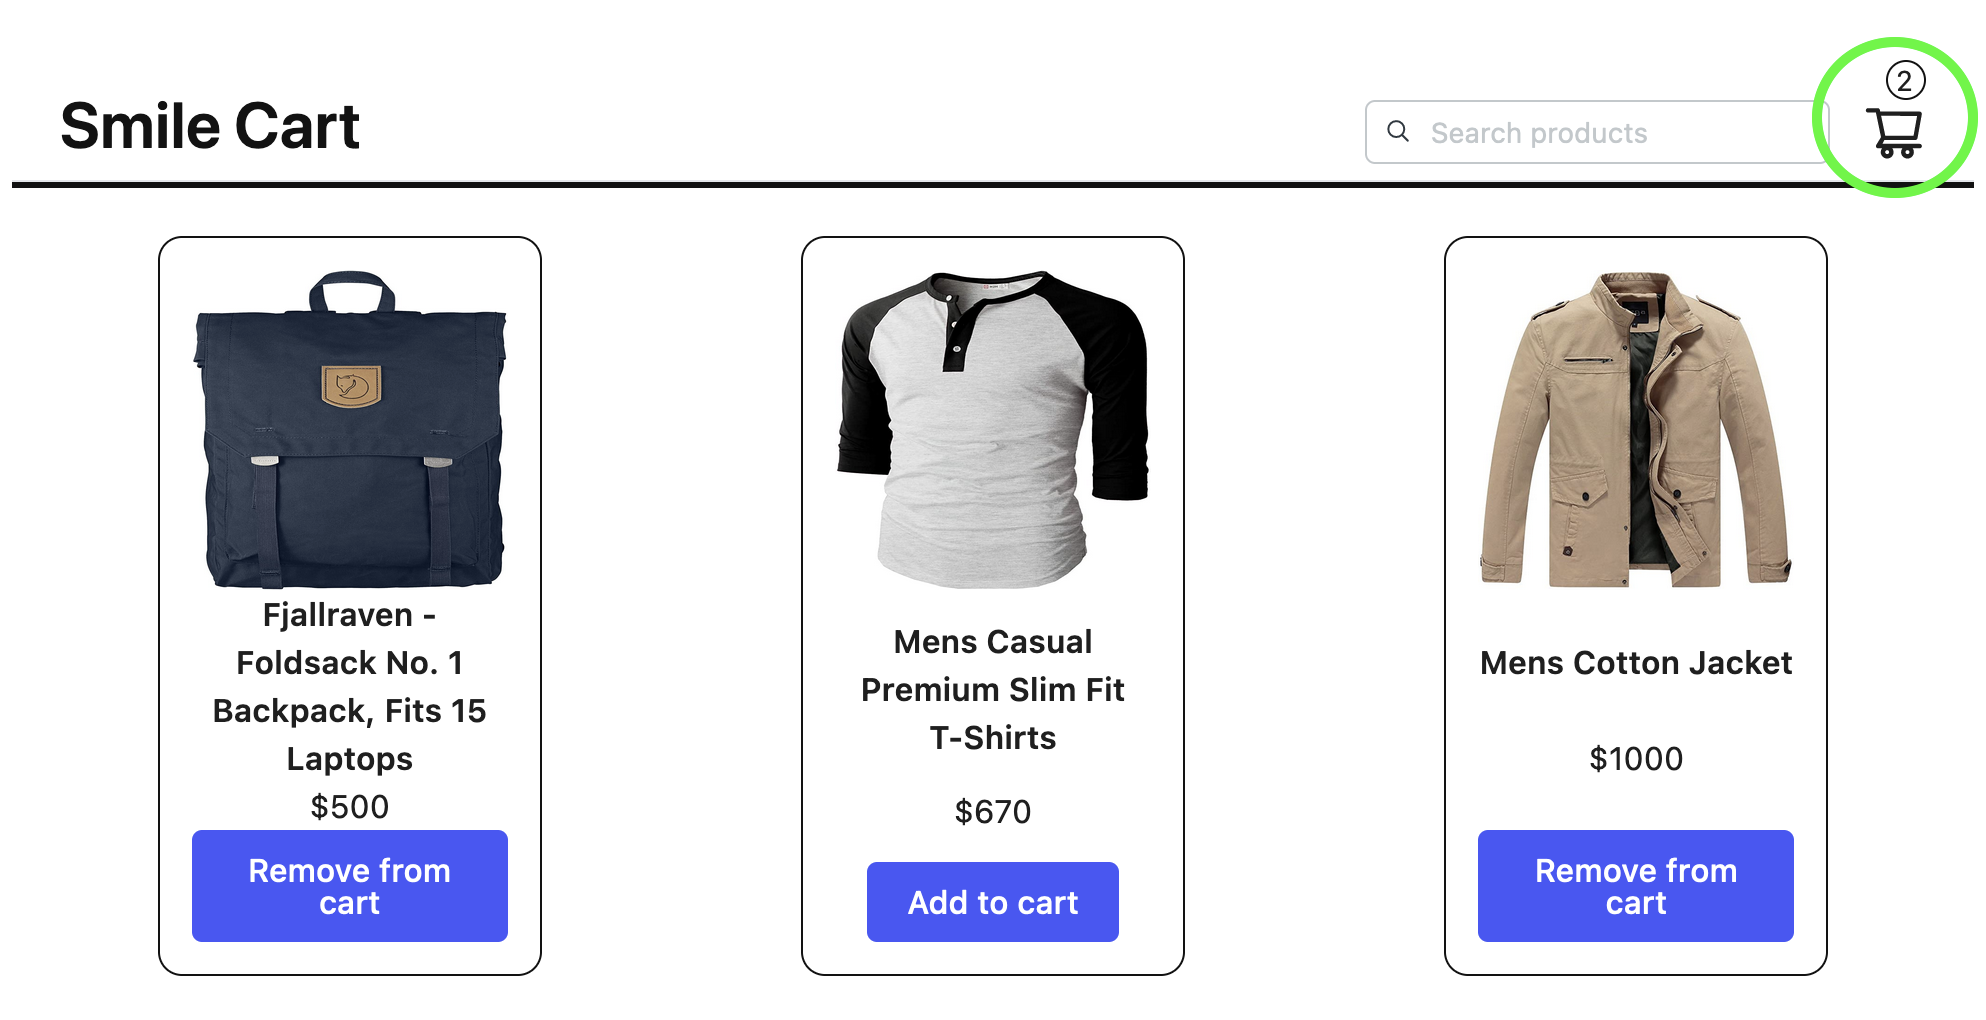 2
Smile Cart
Search products
Fjallraven -
Foldsack No. 1
Backpack, Fits 15
Laptops
$500
Remove from
cart
Mens Casual
Premium Slim Fit
T-Shirts
$670
Add to cart
Mens Cotton Jacket
$1000
Remove from
cart